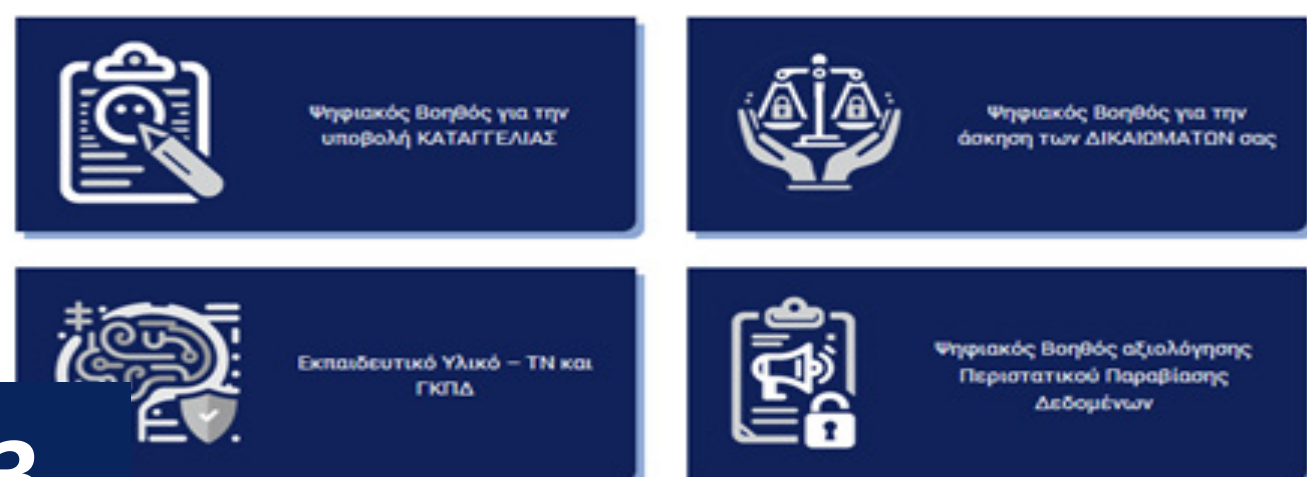 Ψηφιακός Βοηθός για την
υποβολή ΚΑΤΑΓΓΕΛΙΑΣ
Ψηφιακός Βοηθός για την
άσκηση των ΔΙΚΑΙΩΜΑΤΩΝ σας
Εκπαιδευτικό Υλικό – ΤΝ και
ΓΚΠΔ
Ψηφιακός Βοηθός αξιολόγησης
Περιστατικού Παραβίασης
Δεδομένων
3